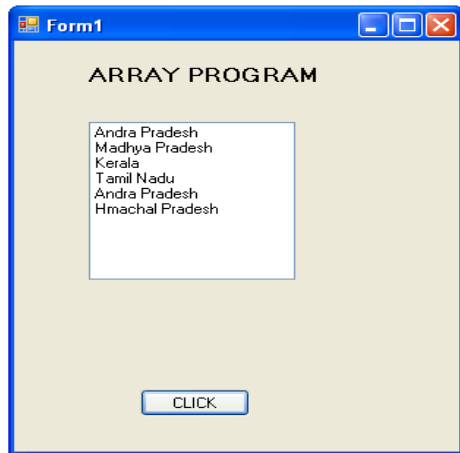 Form1
ARRAY PROGRAM
Andra Pradesh
Madhya Pradesh
Kerala
Tamil Nadu
Andra Pradesh
Hmachal Pradesh
CLICK